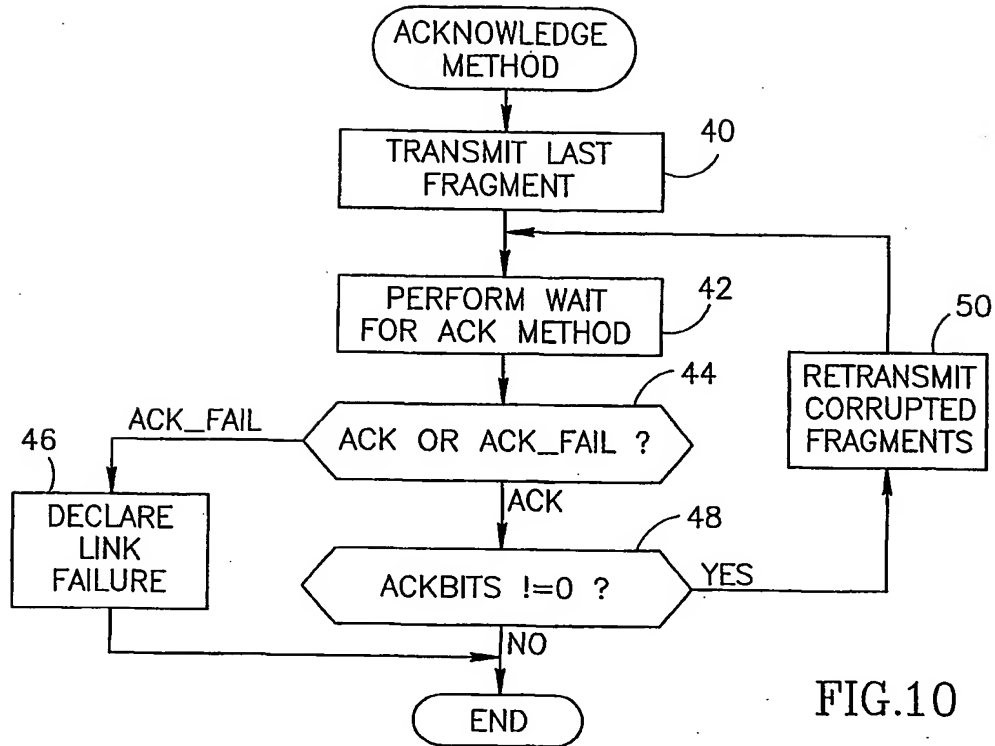 ACKNOWLEDGE
METHOD
TRANSMIT LAST
FRAGMENT
40
PERFORM WAIT
FOR ACK METHOD
42
ACK OR ACK_FAIL ?
44
ACK_FAIL
46
DECLARE
LINK
FAILURE
ACK
ACKBITS !=0 ?
48
YES
50
RETRANSMIT
CORRUPTED
FRAGMENTS
NO
END
FIG.10